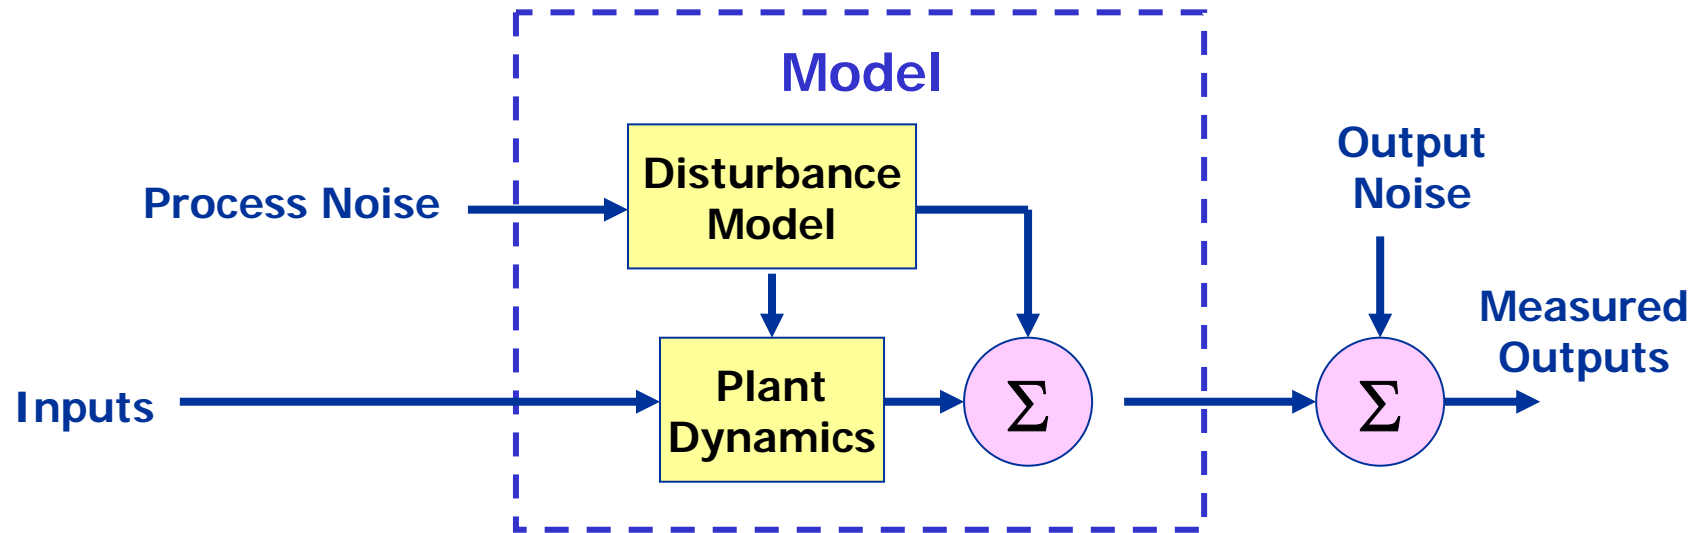 Model
Process Noise
Disturbance
Model
Output
Noise
Inputs
Plant
Dynamics
Σ
Σ
Measured
Outputs